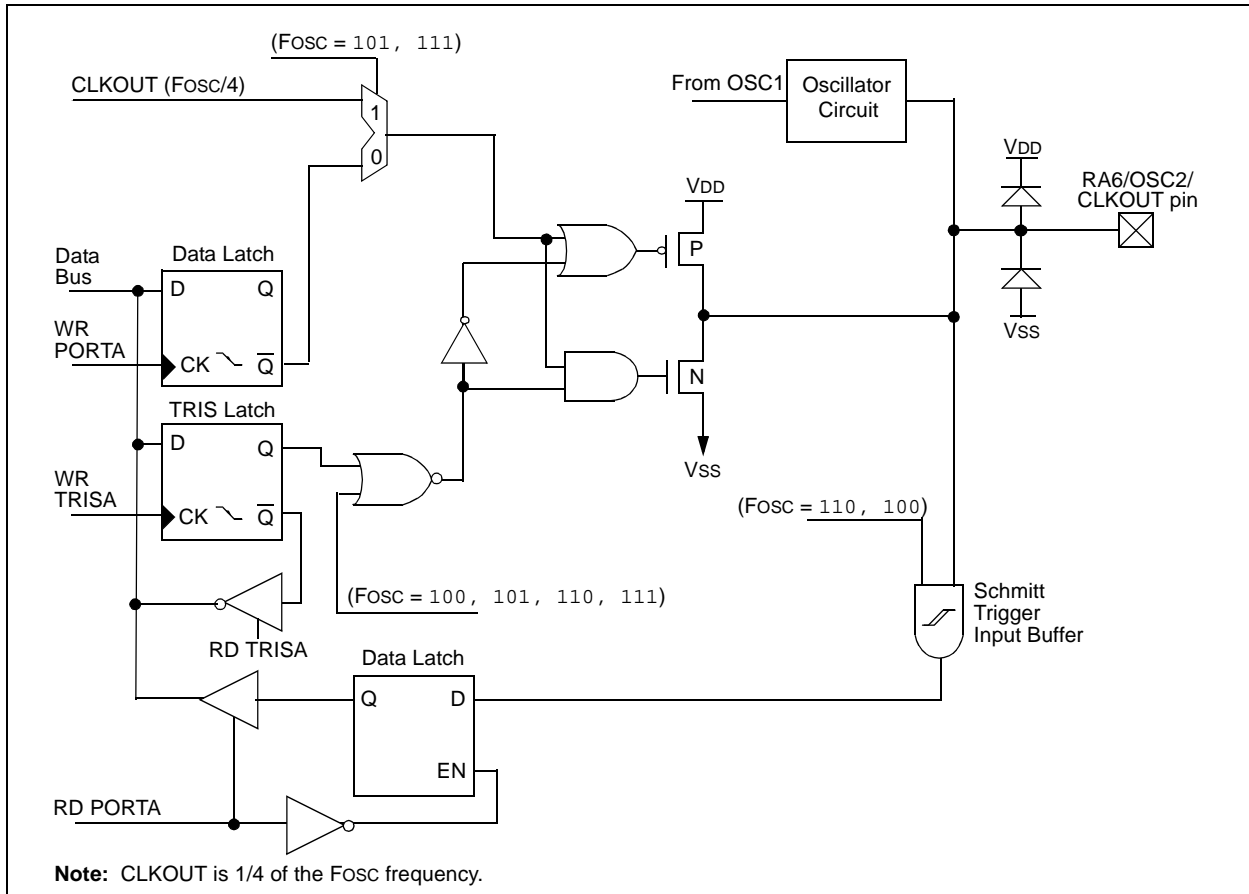 (FOSC = 101, 111)
CLKOUT (FOSC/4)
1
0
From OSC1
Oscillator
Circuit
VDD
RA6/OSC2/
CLKOUT pin
VSS
VDD
P
N
VSS
Data
Bus
Data Latch
D
Q
WR
PORTA
CK
Q
TRIS Latch
D
Q
WR
TRISA
CK
Q
(FOSC = 110, 100)
(FOSC = 100, 101, 110, 111)
Schmitt
Trigger
Input Buffer
RD TRISA
Data Latch
Q
D
EN
RD PORTA
Note: CLKOUT is 1/4 of the FOSC frequency.